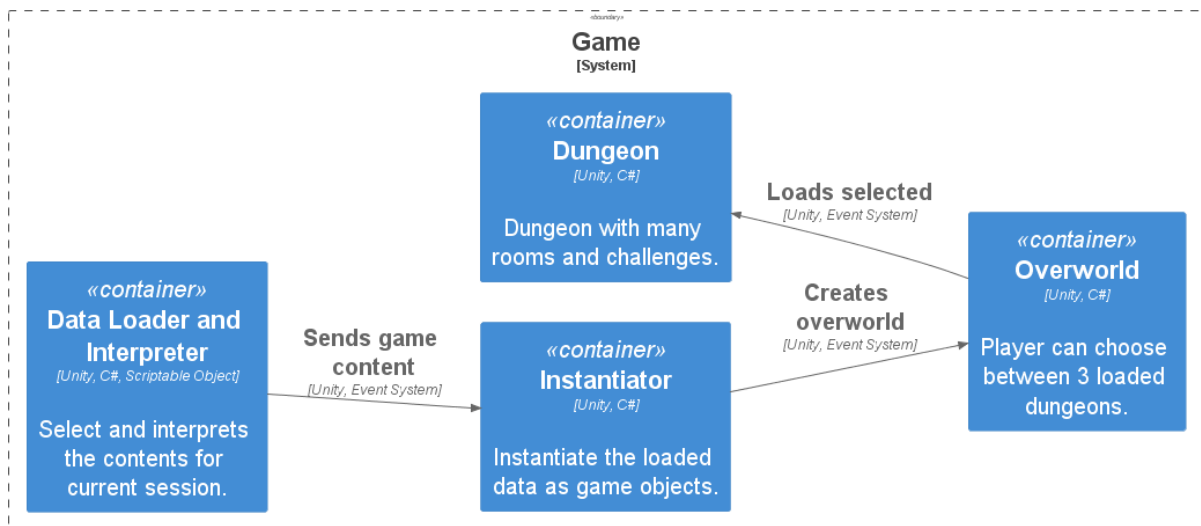 «boundary»
Game
[System]
«container»
Dungeon
[Unity, C#]
Dungeon with many
rooms and challenges.
Loads selected
[Unity, Event System]
«container»
Overworld
[Unity, C#]
Player can choose
between 3 loaded
dungeons.
«container»
Data Loader and
Interpreter
[Unity, C#, Scriptable Object]
Select and interprets
the contents for
current session.
Sends game
content
[Unity, Event System]
«container»
Instantiator
[Unity, C#]
Instantiate the loaded
data as game objects.
Creates
overworld
[Unity, Event System]